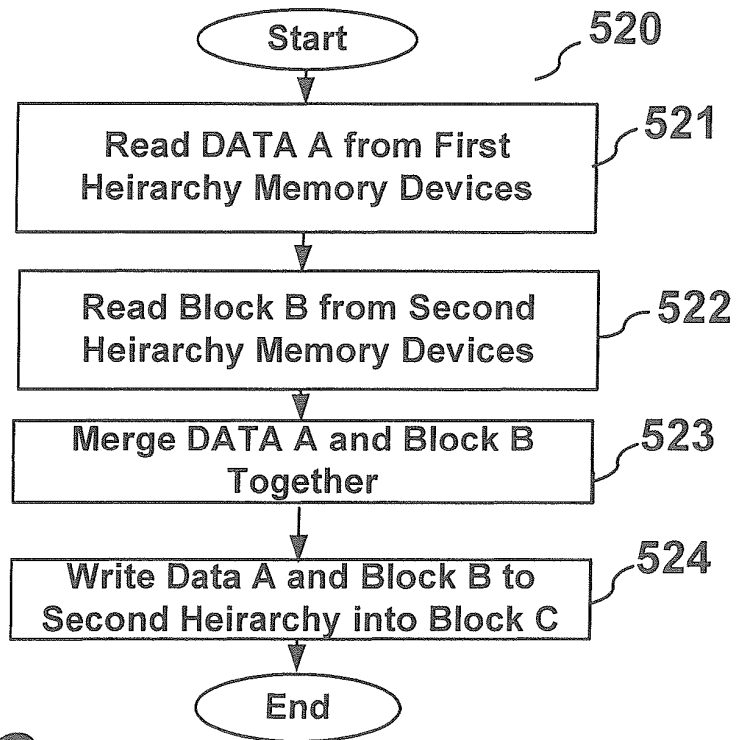 Start
520
Read DATA A from First
Heirarchy Memory Devices
521
Read Block B from Second
Heirarchy Memory Devices
522
Merge DATA A and Block B
Together
523
Write Data A and Block B to
Second Heirarchy into Block C
524
End